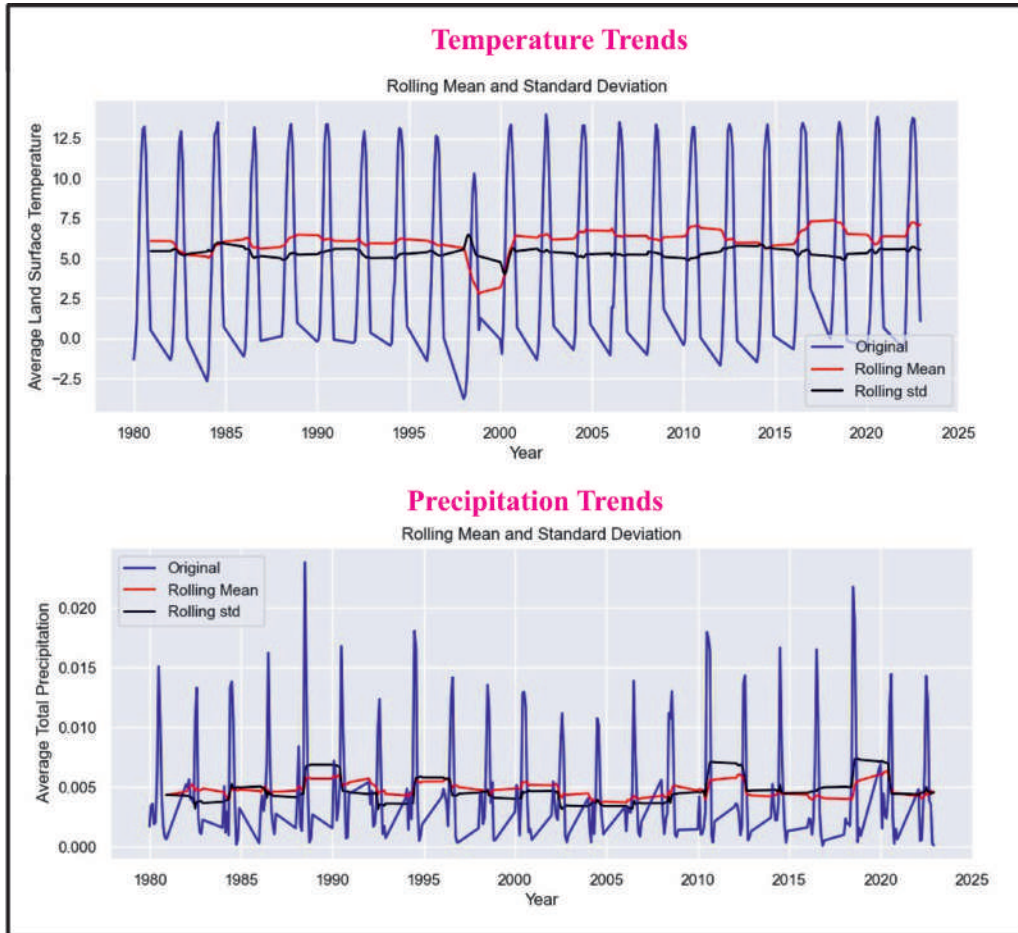 Temperature Trends
Rolling Mean and Standard Deviation
Average Land Surface Temperature
12.5
10.0
7.5
5.0
2.5
0.0
−2.5
Original
Rolling Mean
Rolling std
1980 1985 1990 1995 2000 2005 2010 2015 2020 2025
Year
Precipitation Trends
Rolling Mean and Standard Deviation
Average Total Precipitation
Original
Rolling Mean
Rolling std
0.020
0.015
0.010
0.005
0.000
1980 1985 1990 1995 2000 2005 2010 2015 2020 2025
Year